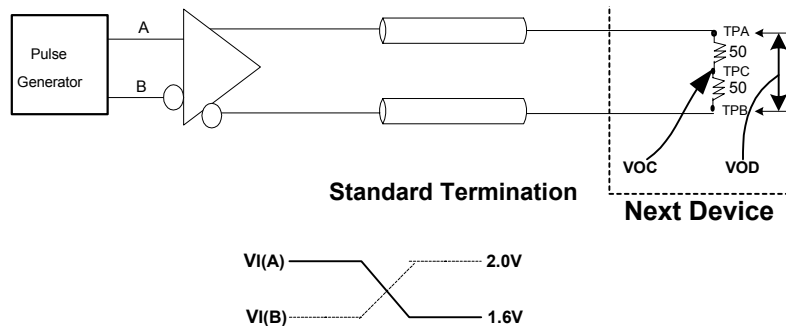 Pulse
Generator
A
B
TPA
50
TPC
50
TPB
VOC
VOD
Standard Termination
Next Device
VI(A)
2.0V
VI(B)
1.6V